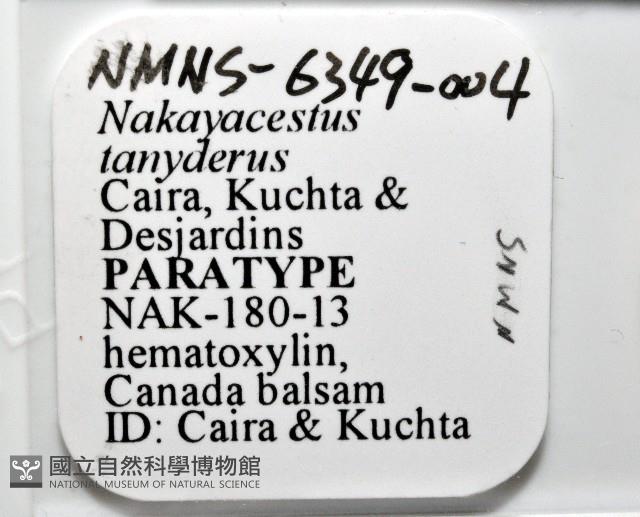 NMNS-6349-004
Nakayacestus
tanyderus
Caira, Kuchta &
Desjardins
PARATYPE
NAK-180-13
hematoxylin,
Canada balsam
ID: Caira & Kuchta
NMNS
國立自然科學博物館
NATIONAL MUSEUM OF NATURAL SCIENCE